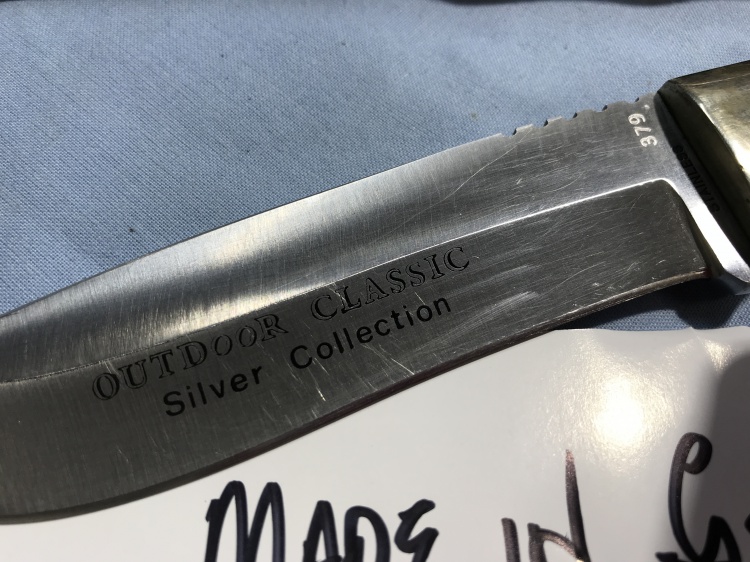 379
OUTDOOR CLASSIC
Silver Collection
MADE IN G